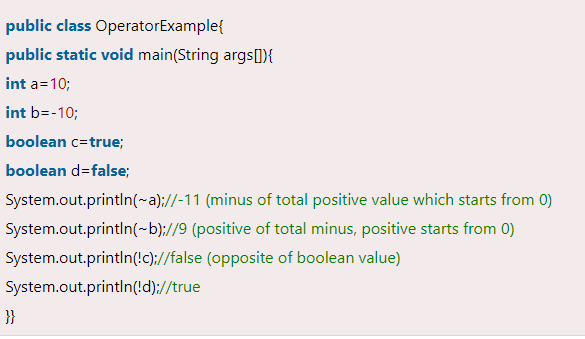 public class OperatorExample{
public static void main(String args[]){
int a=10;
int b=-10;
boolean c=true;
boolean d=false;
System.out.println(~a);//-11 (minus of total positive value which starts from 0)
System.out.println(~b);//9 (positive of total minus, positive starts from 0)
System.out.println(!c);//false (opposite of boolean value)
System.out.println(!d);//true
}}